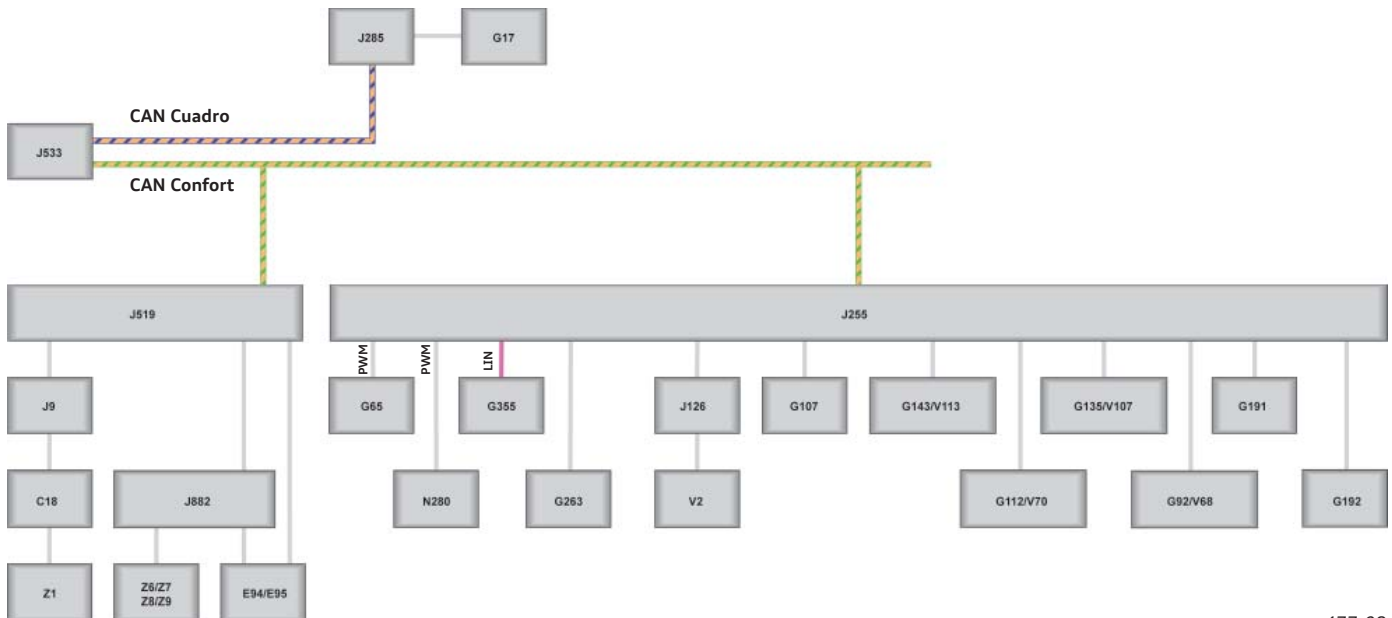 J285
G17
CAN Cuadro
J533
CAN Confort
J519
J255
PWM
PWM
LIN
J9
G65
G355
J126
G107
G143/V113
G135/V107
G191
C18
J882
N280
G263
V2
G112/V70
G92/V68
G192
Z1
Z6/Z7
Z8/Z9
E94/E95